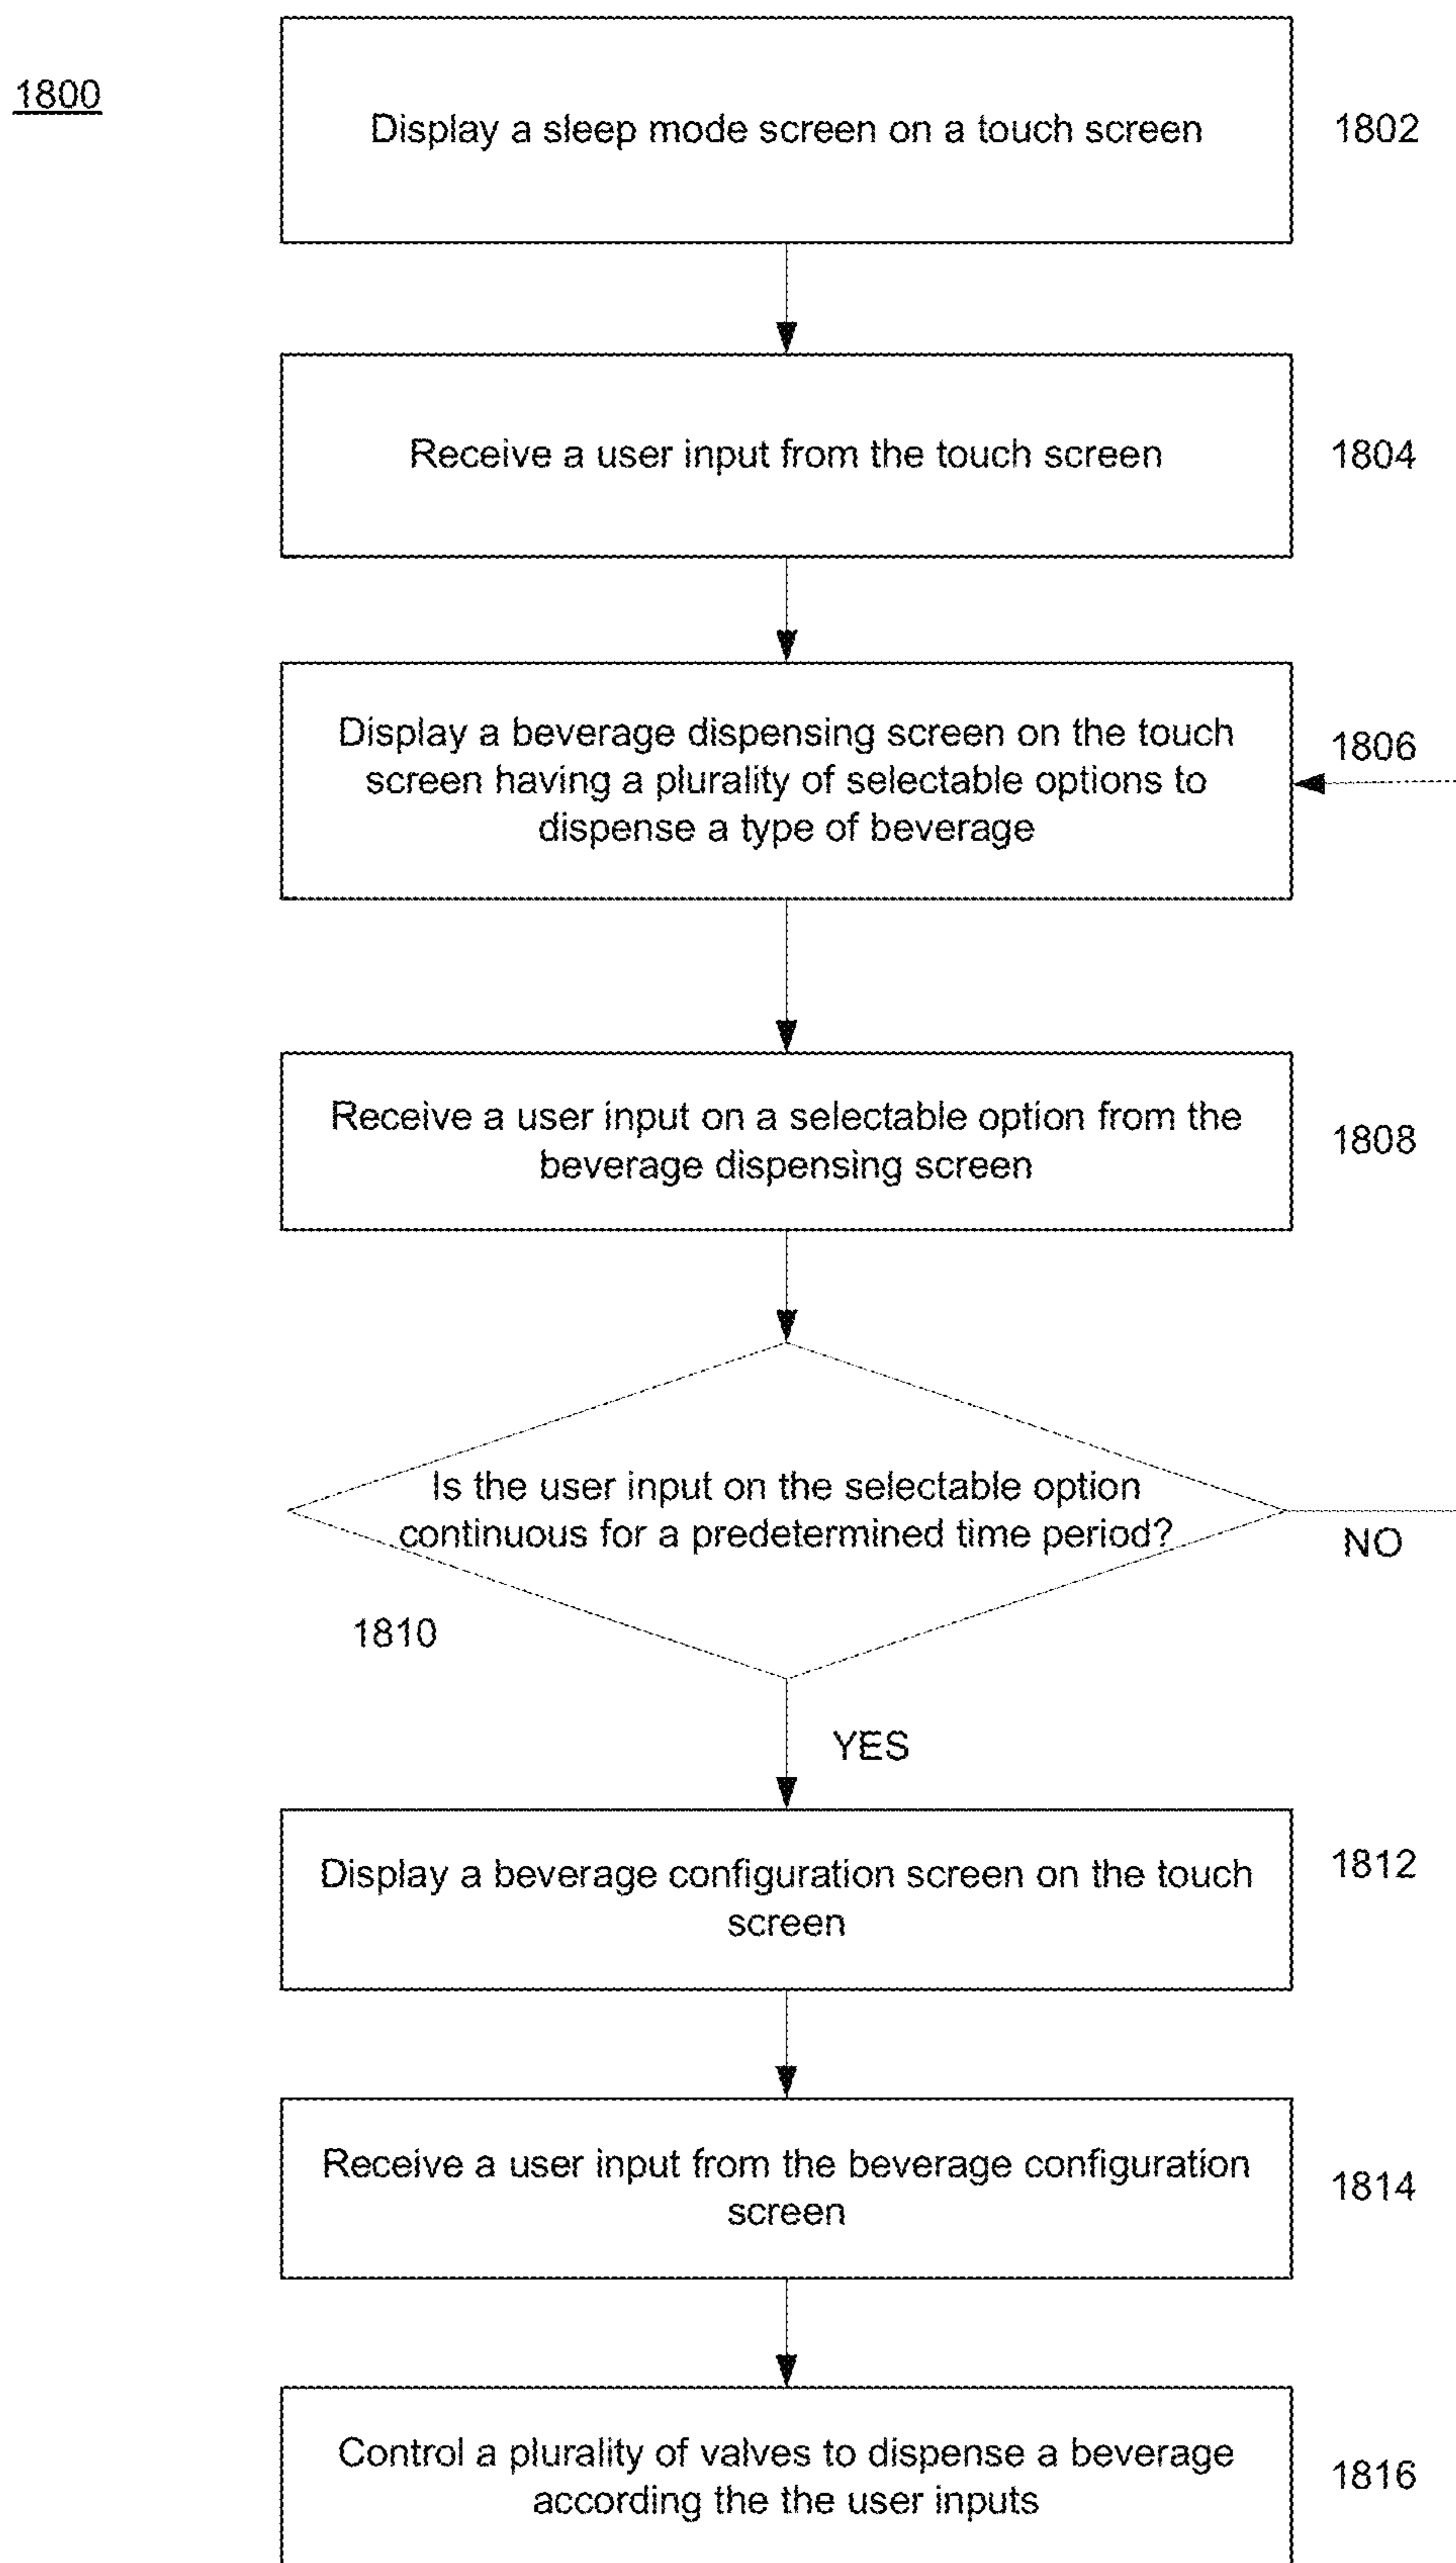 1800
Display a sleep mode screen on a touch screen
1802
Receive a user input from the touch screen
1804
Display a beverage dispensing screen on the touch
screen having a plurality of selectable options to
dispense a type of beverage
1806
Receive a user input on a selectable option from the
beverage dispensing screen
1808
Is the user input on the selectable option
continuous for a predetermined time period?
NO
1810
YES
Display a beverage configuration screen on the touch
screen
1812
Receive a user input from the beverage configuration
screen
1814
Control a plurality of valves to dispense a beverage
according the the user inputs
1816